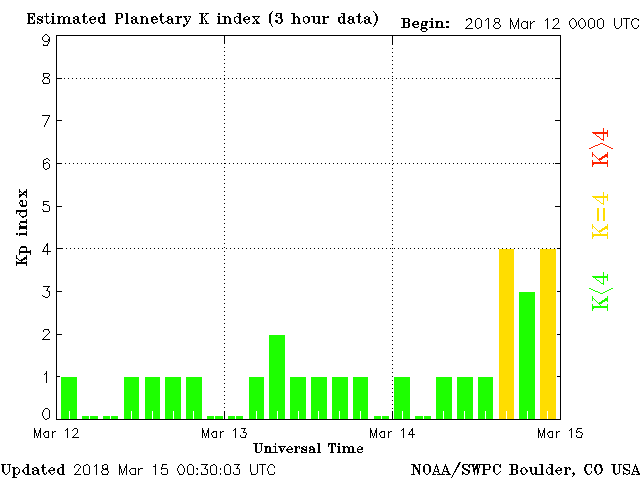 Estimated Planetary K index (3 hour data)
Begin: 2018 Mar 12 0000 UTC
9
8
7
6
5
4
3
2
1
0
Kp index
K>4
K=4
K<4
Mar 12
Mar 13
Mar 14
Mar 15
Universal Time
Updated 2018 Mar 15 00:30:03 UTC
NOAA/SWPC Boulder, CO USA